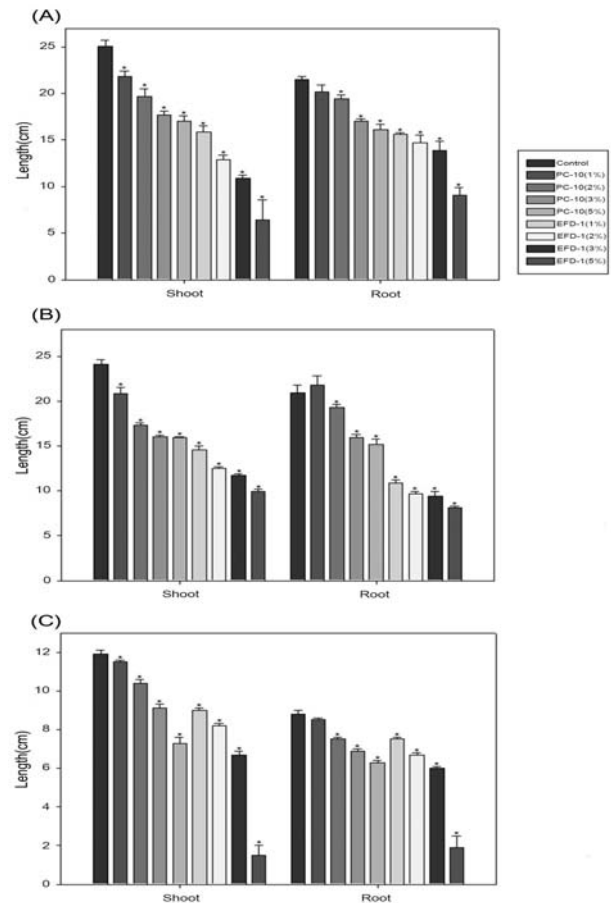 (A)
25
20
15
10
5
0
Length(cm)
* * * * * * * *
* * * * * * *
Shoot Root
Control
PC-10(1%)
PC-10(2%)
PC-10(3%)
PC-10(5%)
EFD-1(1%)
EFD-1(2%)
EFD-1(3%)
EFD-1(5%)
(B)
25
20
15
10
5
0
Length(cm)
* * * * * * * *
* * * * * * *
Shoot Root
(C)
12
10
8
6
4
2
0
Length(cm)
* * * * * * * *
* * * * * * *
Shoot Root